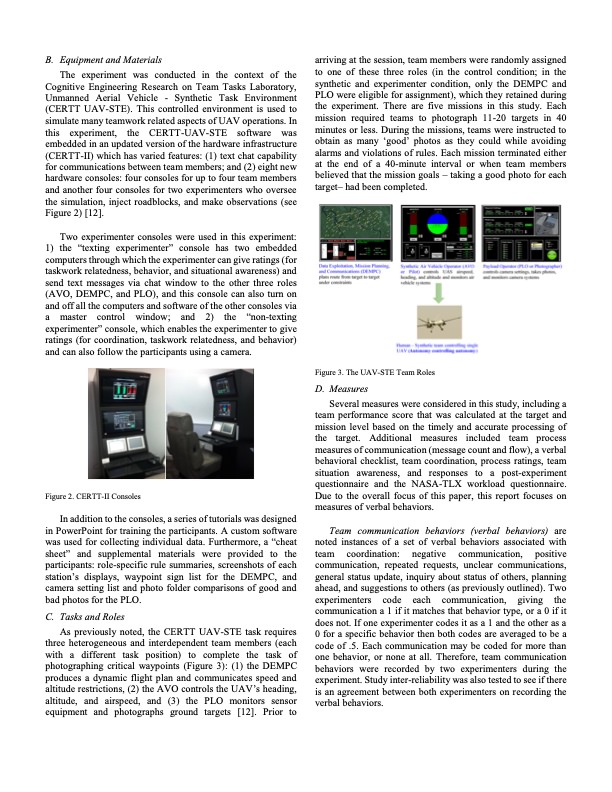 B. Equipment and Materials
The experiment was conducted in the context of the
Cognitive Engineering Research on Team Tasks Laboratory,
Unmanned Aerial Vehicle - Synthetic Task Environment
(CERTT UAV-STE). This controlled environment is used to
simulate many teamwork related aspects of UAV operations. In
this experiment, the CERTT-UAV-STE software was
embedded in an updated version of the hardware infrastructure
(CERTT-II) which has varied features: (1) text chat capability
for communications between team members; and (2) eight new
hardware consoles: four consoles for up to four team members
and another four consoles for two experimenters who oversee
the simulation, inject roadblocks, and make observations (see
Figure 2) [12].
Two experimenter consoles were used in this experiment:
1) the “texting experimenter” console has two embedded
computers through which the experimenter can give ratings (for
taskwork relatedness, behavior, and situational awareness) and
send text messages via chat window to the other three roles
(AVO, DEMPC, and PLO), and this console can also turn on
and off all the computers and software of the other consoles via
a master control window; and 2) the “non-texting
experimenter” console, which enables the experimenter to give
ratings (for coordination, taskwork relatedness, and behavior)
and can also follow the participants using a camera.
Figure 2. CERTT-II Consoles
In addition to the consoles, a series of tutorials was designed
in PowerPoint for training the participants. A custom software
was used for collecting individual data. Furthermore, a “cheat
sheet” and supplemental materials were provided to the
participants: role-specific rule summaries, screenshots of each
station’s displays, waypoint sign list for the DEMPC, and
camera setting list and photo folder comparisons of good and
bad photos for the PLO.
C. Tasks and Roles
As previously noted, the CERTT UAV-STE task requires
three heterogeneous and interdependent team members (each
with a different task position) to complete the task of
photographing critical waypoints (Figure 3): (1) the DEMPC
produces a dynamic flight plan and communicates speed and
altitude restrictions, (2) the AVO controls the UAV’s heading,
altitude, and airspeed, and (3) the PLO monitors sensor
equipment and photographs ground targets [12]. Prior to
arriving at the session, team members were randomly assigned
to one of these three roles (in the control condition; in the
synthetic and experimenter condition, only the DEMPC and
PLO were eligible for assignment), which they retained during
the experiment. There are five missions in this study. Each
mission required teams to photograph 11-20 targets in 40
minutes or less. During the missions, teams were instructed to
obtain as many ‘good’ photos as they could while avoiding
alarms and violations of rules. Each mission terminated either
at the end of a 40-minute interval or when team members
believed that the mission goals – taking a good photo for each
target– had been completed.
Data Exploitation, Mission Planning,
and Communications (DEMPC)
plans route from target to target
under constraints
Synthetic Air Vehicle Operator (AVO
or Pilot) controls UAS airspeed,
heading, and altitude and monitors air
vehicle systems
Payload Operator (PLO or Photographer)
controls camera settings, takes photos,
and monitors camera systems
Human - Synthetic team controlling single
UAV (Autonomy controlling autonomy)
Figure 3. The UAV-STE Team Roles
D. Measures
Several measures were considered in this study, including a
team performance score that was calculated at the target and
mission level based on the timely and accurate processing of
the target. Additional measures included team process
measures of communication (message count and flow), a verbal
behavioral checklist, team coordination, process ratings, team
situation awareness, and responses to a post-experiment
questionnaire and the NASA-TLX workload questionnaire.
Due to the overall focus of this paper, this report focuses on
measures of verbal behaviors.
Team communication behaviors (verbal behaviors) are
noted instances of a set of verbal behaviors associated with
team coordination: negative communication, positive
communication, repeated requests, unclear communications,
general status update, inquiry about status of others, planning
ahead, and suggestions to others (as previously outlined). Two
experimenters code each communication, giving the
communication a 1 if it matches that behavior type, or a 0 if it
does not. If one experimenter codes it as a 1 and the other as a
0 for a specific behavior then both codes are averaged to be a
code of .5. Each communication may be coded for more than
one behavior, or none at all. Therefore, team communication
behaviors were recorded by two experimenters during the
experiment. Study inter-reliability was also tested to see if there
is an agreement between both experimenters on recording the
verbal behaviors.